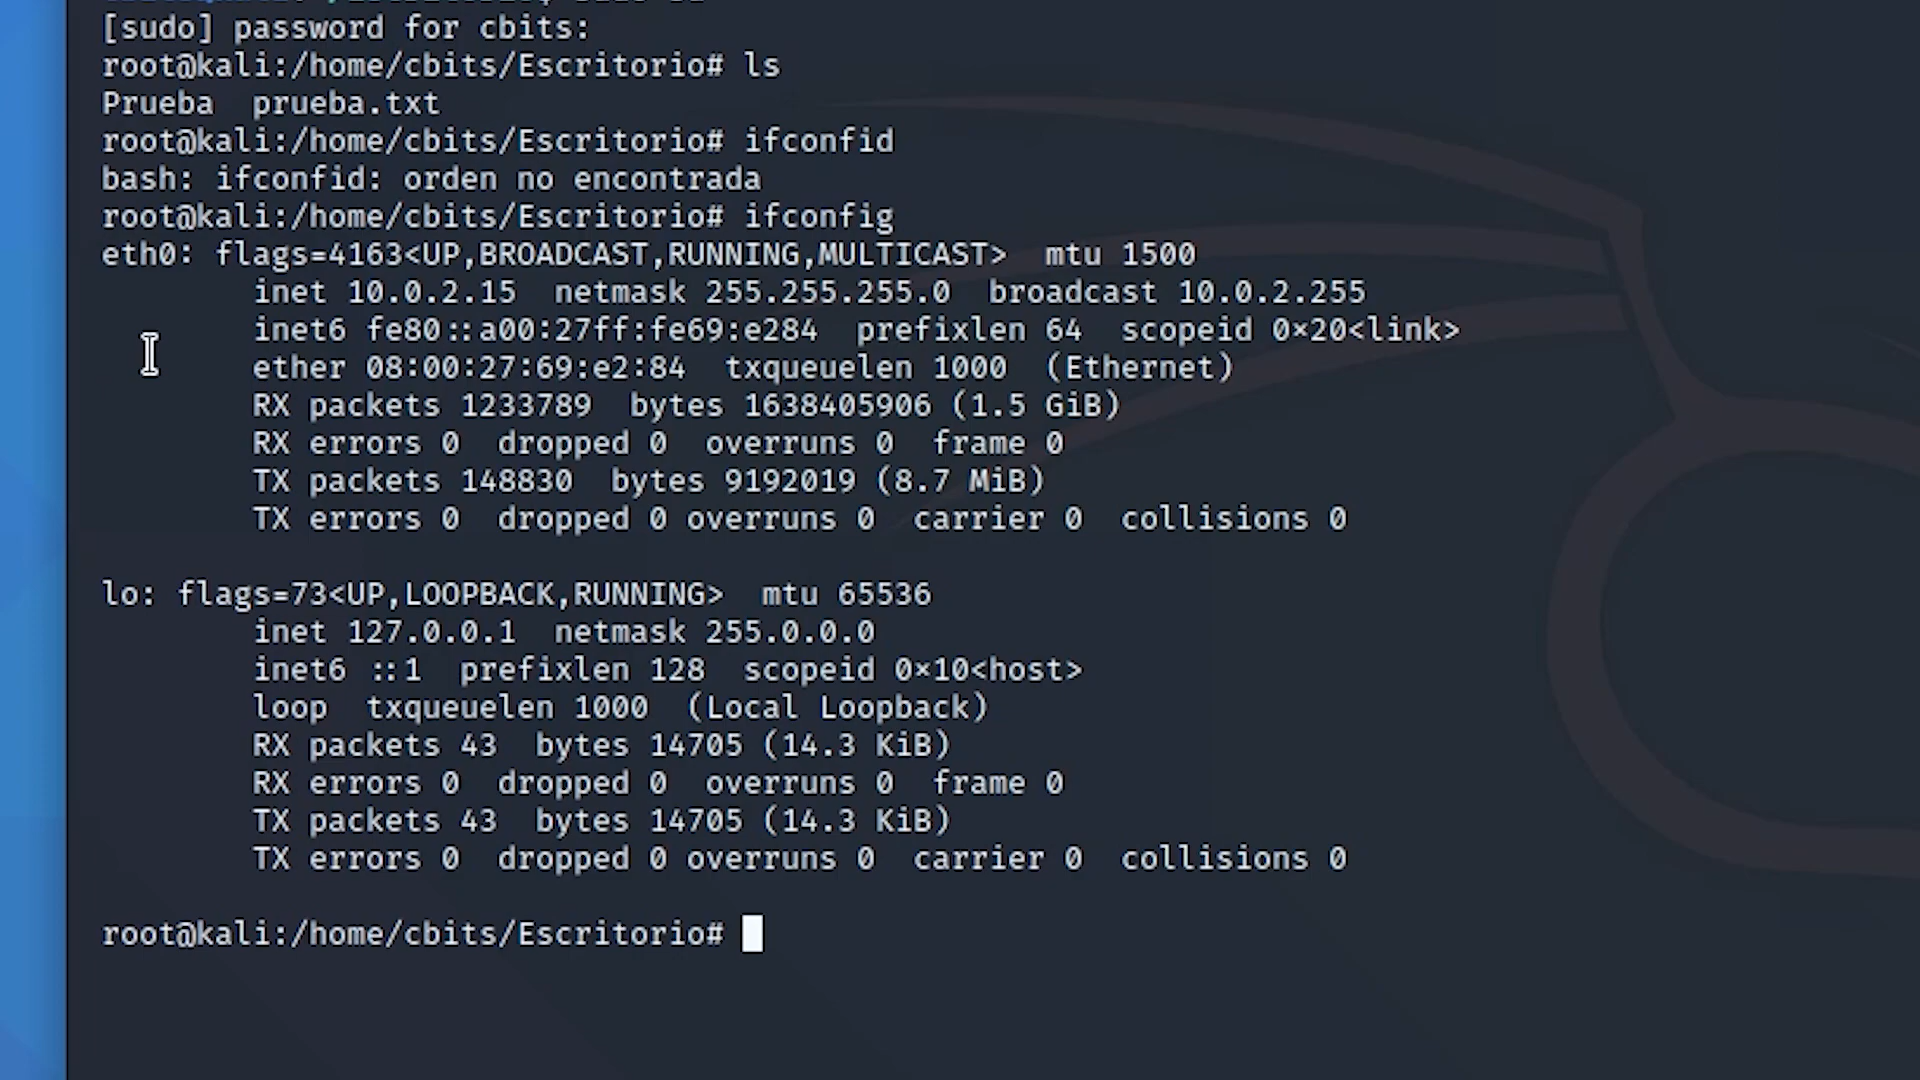 [sudo] password for cbits:
root@kali:/home/cbits/Escritorio# ls
Prueba  prueba.txt
root@kali:/home/cbits/Escritorio# ifconfid
bash: ifconfid: orden no encontrada
root@kali:/home/cbits/Escritorio# ifconfig
eth0: flags=4163<UP,BROADCAST,RUNNING,MULTICAST>  mtu 1500
        inet 10.0.2.15  netmask 255.255.255.0  broadcast 10.0.2.255
        inet6 fe80::a00:27ff:fe69:e284  prefixlen 64  scopeid 0×20<link>
        ether 08:00:27:69:e2:84  txqueuelen 1000  (Ethernet)
        RX packets 1233789  bytes 1638405906 (1.5 GiB)
        RX errors 0  dropped 0  overruns 0  frame 0
        TX packets 148830  bytes 9192019 (8.7 MiB)
        TX errors 0  dropped 0 overruns 0  carrier 0  collisions 0

lo: flags=73<UP,LOOPBACK,RUNNING>  mtu 65536
        inet 127.0.0.1  netmask 255.0.0.0
        inet6 ::1  prefixlen 128  scopeid 0×10<host>
        loop  txqueuelen 1000  (Local Loopback)
        RX packets 43  bytes 14705 (14.3 KiB)
        RX errors 0  dropped 0  overruns 0  frame 0
        TX packets 43  bytes 14705 (14.3 KiB)
        TX errors 0  dropped 0 overruns 0  carrier 0  collisions 0

root@kali:/home/cbits/Escritorio#